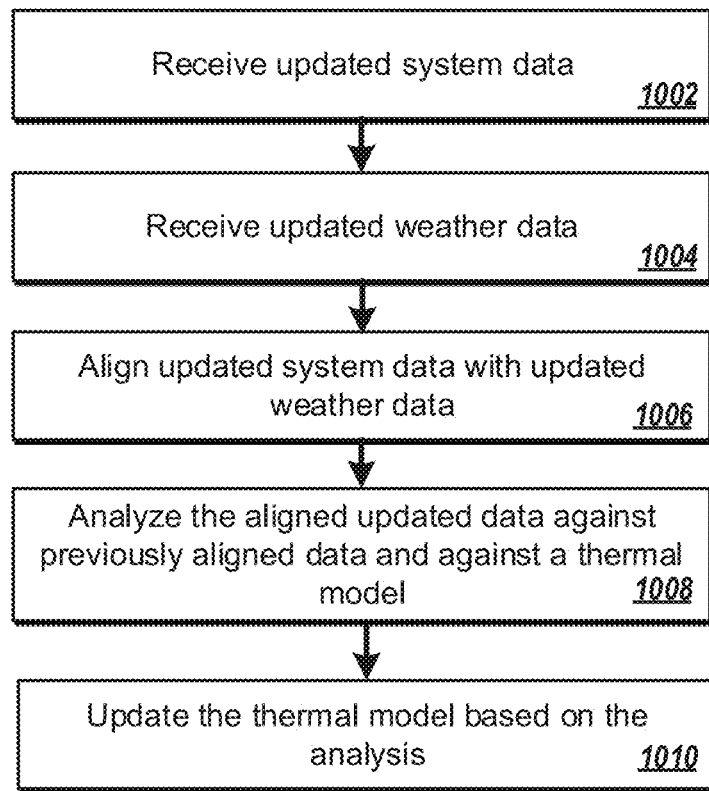 Receive updated system data
1002
Receive updated weather data
1004
Align updated system data with updated
weather data
1006
Analyze the aligned updated data against
previously aligned data and against a thermal
model
1008
Update the thermal model based on the
analysis
1010